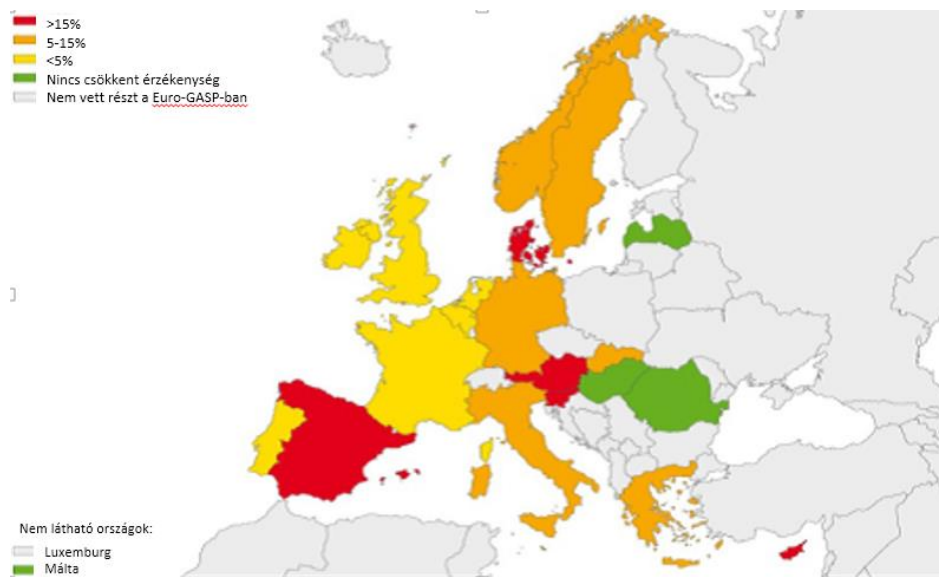 >15%
5-15%
<5%
Nincs csökkent érzékenység
Nem vett részt a Euro-GASP-ban
Nem látható országok:
Luxemburg
Málta